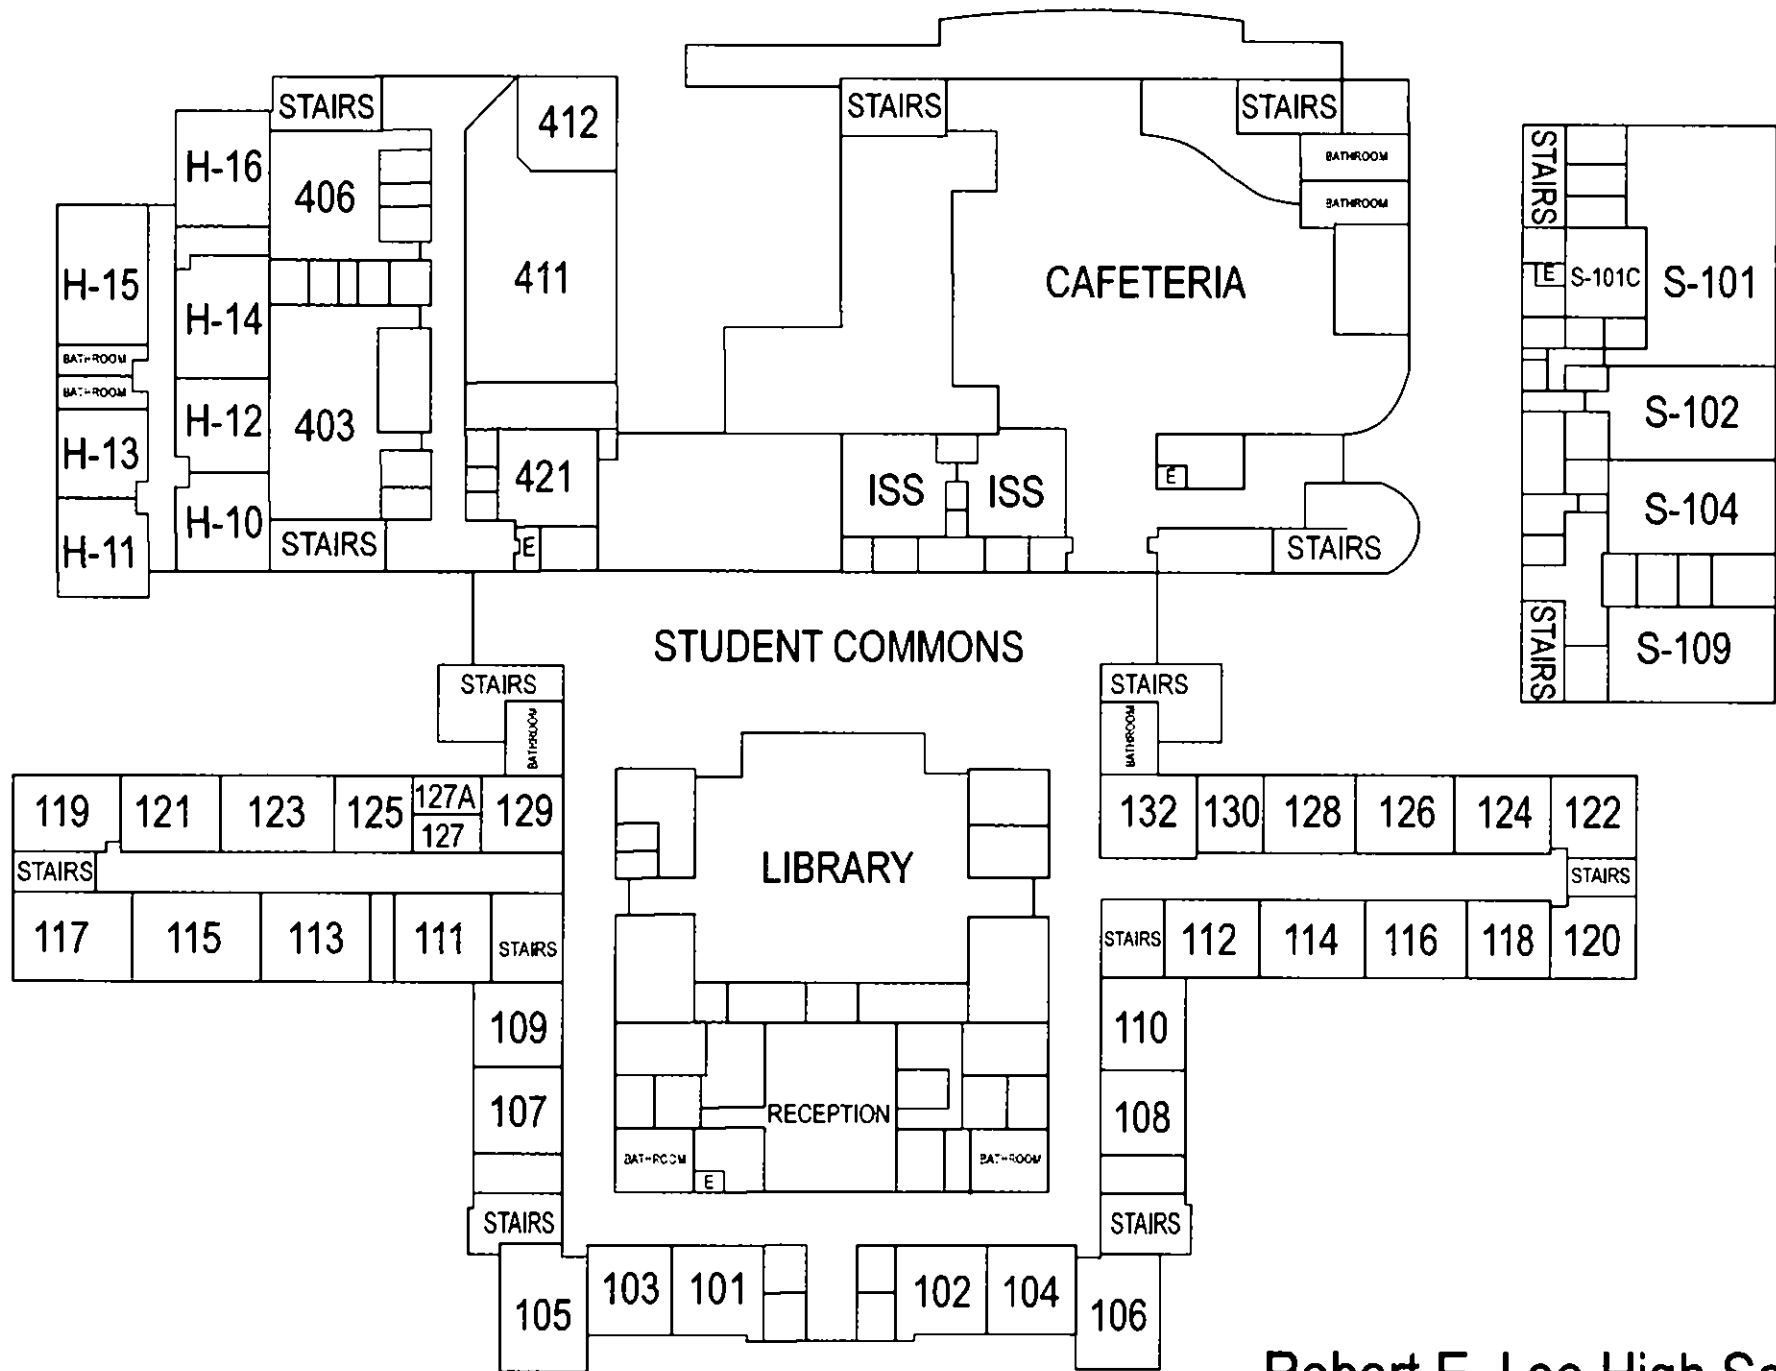 STAIRS
412
STAIRS
STAIRS
H-16
406
BATHROOM
STAIRS
BATHROOM
H-15
411
CAFETERIA
E
S-101C
S-101
H-14
BATHROOM
BATHROOM
H-12
403
S-102
H-13
421
ISS
ISS
E
S-104
H-10
H-11
STAIRS
E
STAIRS
STUDENT COMMONS
STAIRS
S-109
STAIRS
STAIRS
BATHROOM
BATHROOM
119
121
123
125
127A
127
129
132
130
128
126
124
122
STAIRS
LIBRARY
STAIRS
117
115
113
111
STAIRS
STAIRS
112
114
116
118
120
109
110
107
RECEPTION
108
BATHROOM
BATHROOM
E
STAIRS
STAIRS
103
101
102
104
105
106
Robert E. Lee High Sc